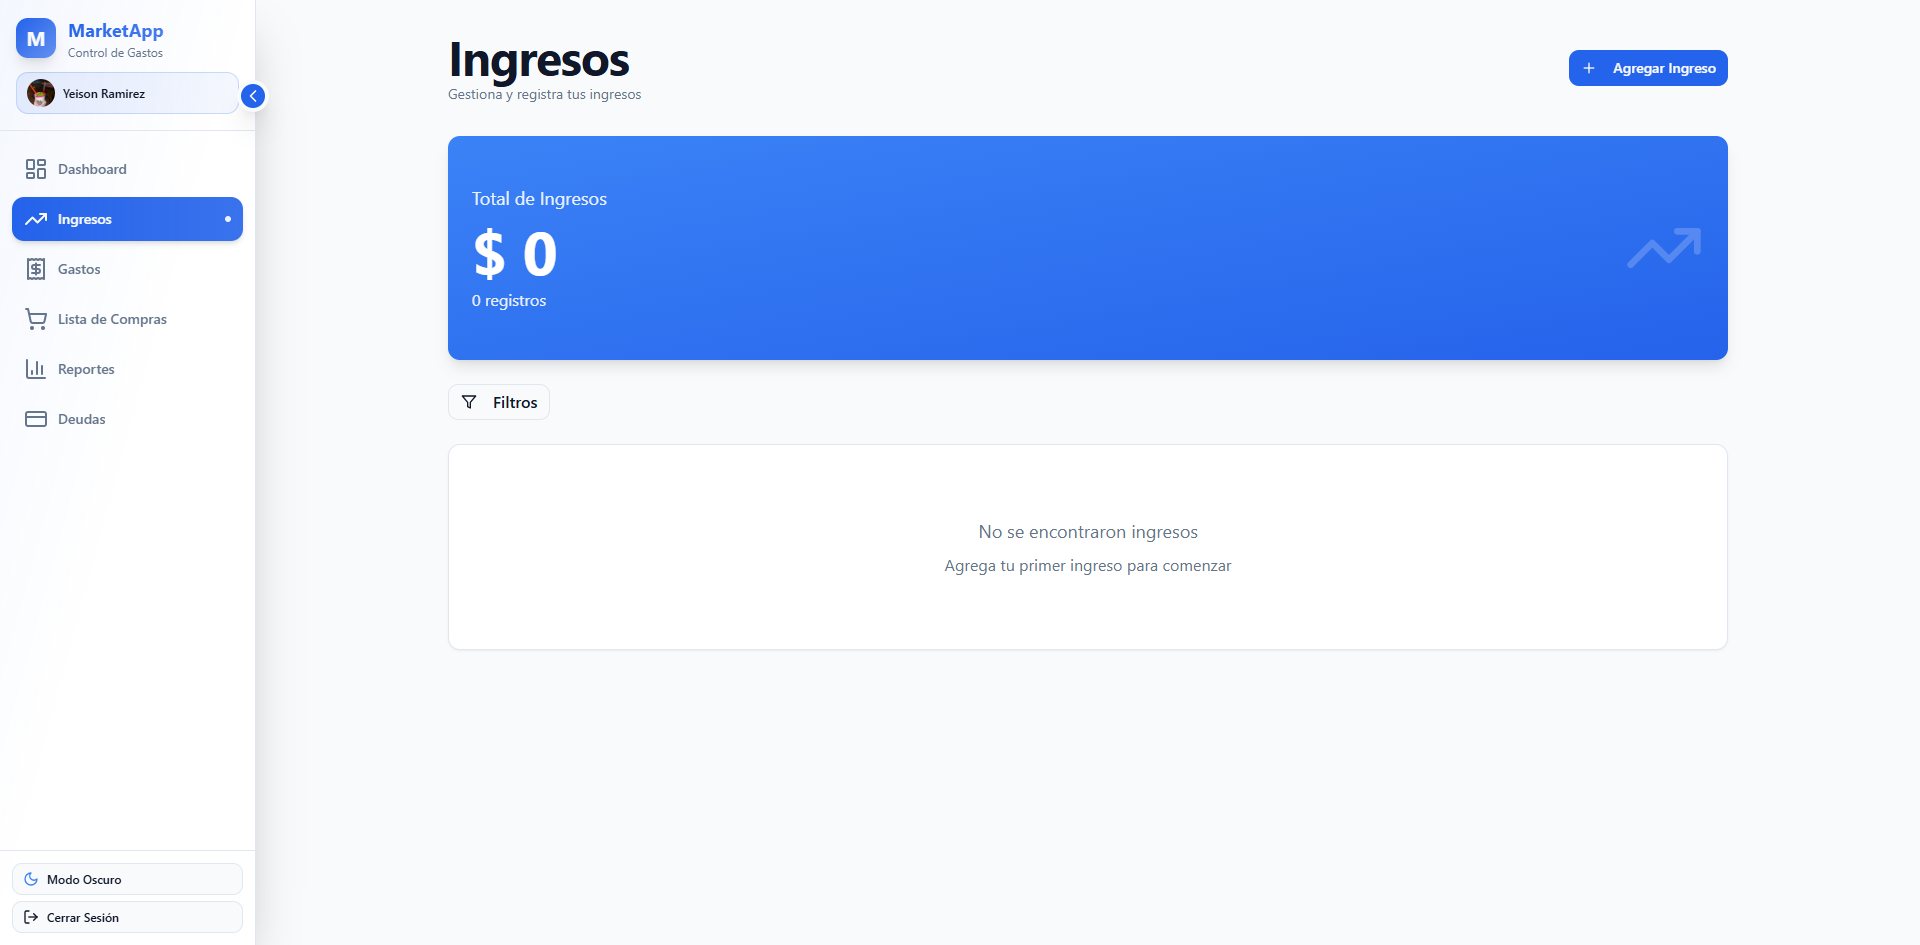 M
MarketApp
Control de Gastos
Yeison Ramirez
Dashboard
Ingresos
Gastos
Lista de Compras
Reportes
Deudas
Modo Oscuro
Cerrar Sesión
Ingresos
Gestiona y registra tus ingresos
Agregar Ingreso
Total de Ingresos
$ 0
0 registros
Filtros
No se encontraron ingresos
Agrega tu primer ingreso para comenzar